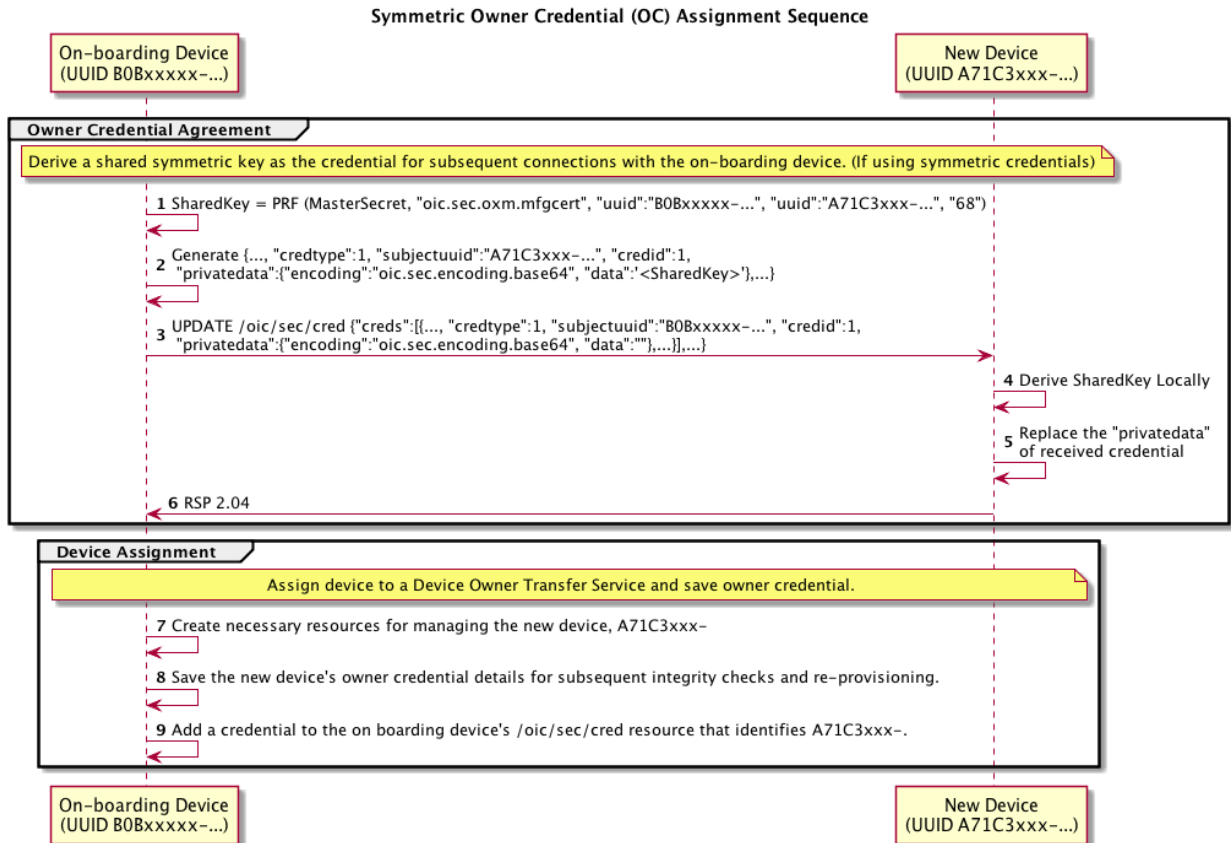 Symmetric Owner Credential (OC) Assignment Sequence
On-boarding Device
(UUID B0Bxxxxx-...)
New Device
(UUID A71C3xxx-...)
Owner Credential Agreement
Derive a shared symmetric key as the credential for subsequent connections with the on-boarding device. (If using symmetric credentials)
1 SharedKey = PRF (MasterSecret, "oic.sec.oxm.mfgcert", "uuid":"B0Bxxxxx-...", "uuid":"A71C3xxx-...", "68")
2 Generate {..., "credtype":1, "subjectuuid":"A71C3xxx-...", "credid":1,
"privatedata":{"encoding":"oic.sec.encoding.base64", "data":'<SharedKey>'},...}
3 UPDATE /oic/sec/cred {"creds":[{..., "credtype":1, "subjectuuid":"B0Bxxxxx-...", "credid":1,
"privatedata":{"encoding":"oic.sec.encoding.base64", "data":""},...}],...}
4 Derive SharedKey Locally
5 Replace the "privatedata"
of received credential
6 RSP 2.04
Device Assignment
Assign device to a Device Owner Transfer Service and save owner credential.
7 Create necessary resources for managing the new device, A71C3xxx-
8 Save the new device's owner credential details for subsequent integrity checks and re-provisioning.
9 Add a credential to the on boarding device's /oic/sec/cred resource that identifies A71C3xxx-.
On-boarding Device
(UUID B0Bxxxxx-...)
New Device
(UUID A71C3xxx-...)